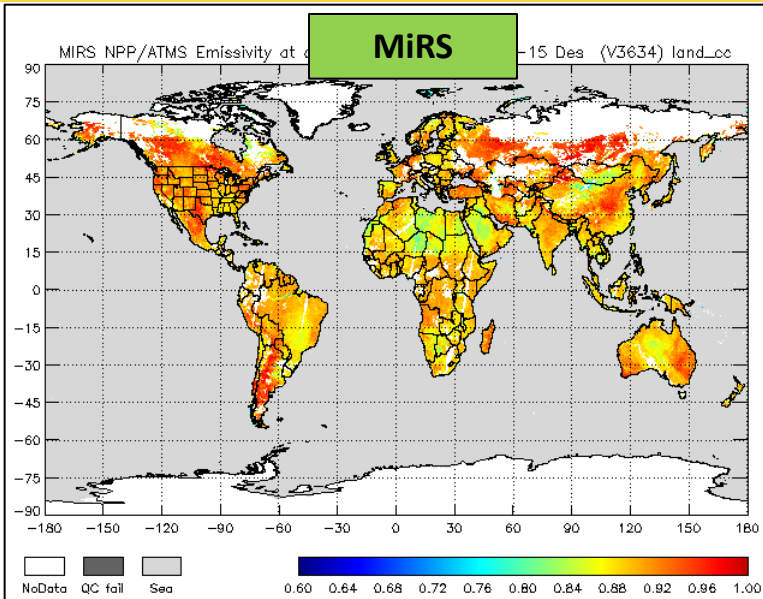 MiRS
MIRS NPP/ATMS Emissivity at -15 Des (V3634) land_cc
90
75
60
45
30
15
0
-15
-30
-45
-60
-75
-90
-180 -150 -120 -90 -60 -30 0 30 60 90 120 150 180
NoData QC fail Sea
0.60 0.64 0.68 0.72 0.76 0.80 0.84 0.88 0.92 0.96 1.00